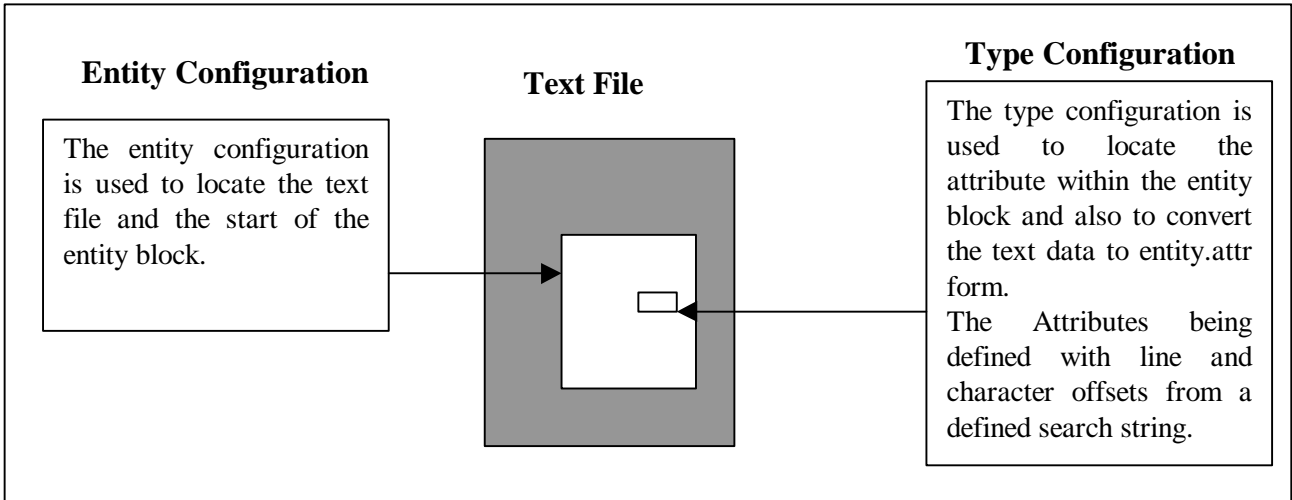 Entity Configuration
The entity configuration
is used to locate the text
file and the start of the
entity block.
Text File
Type Configuration
The type configuration is
used to locate the
attribute within the entity
block and also to convert
the text data to entity.attr
form.
The Attributes being
defined with line and
character offsets from a
defined search string.